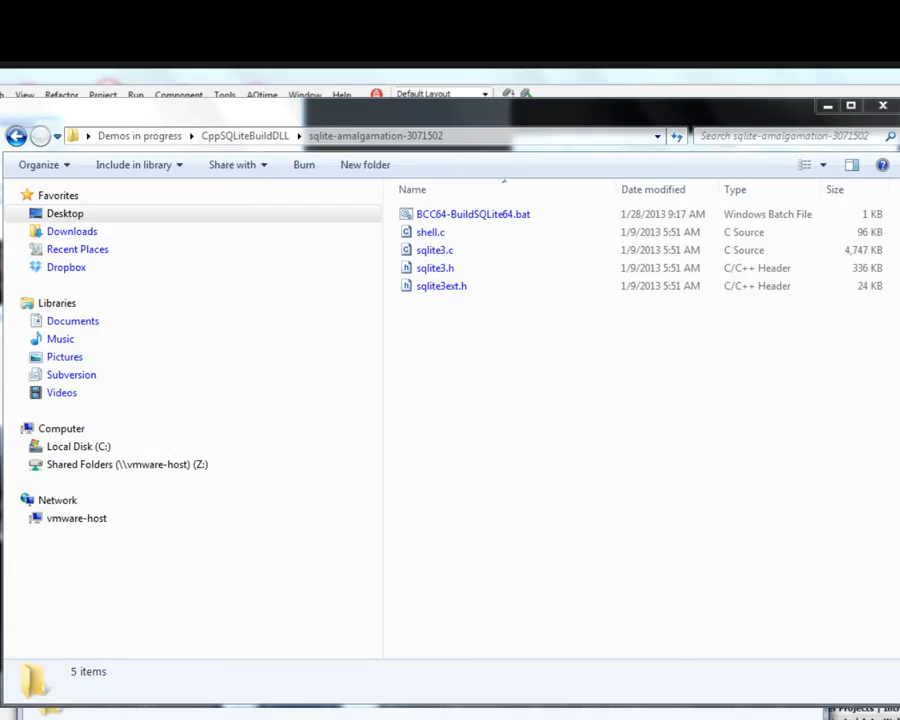 View Refactor Project Run Component Tools AQtime Window Help Default Layout
Demos in progress CppSQLiteBuildDLL sqlite-amalgamation-3071502 Search sqlite-amalgamation-3071502
Organize Include in library Share with Burn New folder
Name Date modified Type Size
Favorites
Desktop
Downloads
Recent Places
Dropbox
Libraries
Documents
Music
Pictures
Subversion
Videos
Computer
Local Disk (C:)
Shared Folders (\\vmware-host) (Z:)
Network
vmware-host
BCC64-BuildSQLite64.bat 1/28/2013 9:17 AM Windows Batch File 1 KB
shell.c 1/9/2013 5:51 AM C Source 96 KB
sqlite3.c 1/9/2013 5:51 AM C Source 4,747 KB
sqlite3.h 1/9/2013 5:51 AM C/C++ Header 336 KB
sqlite3ext.h 1/9/2013 5:51 AM C/C++ Header 24 KB
5 items